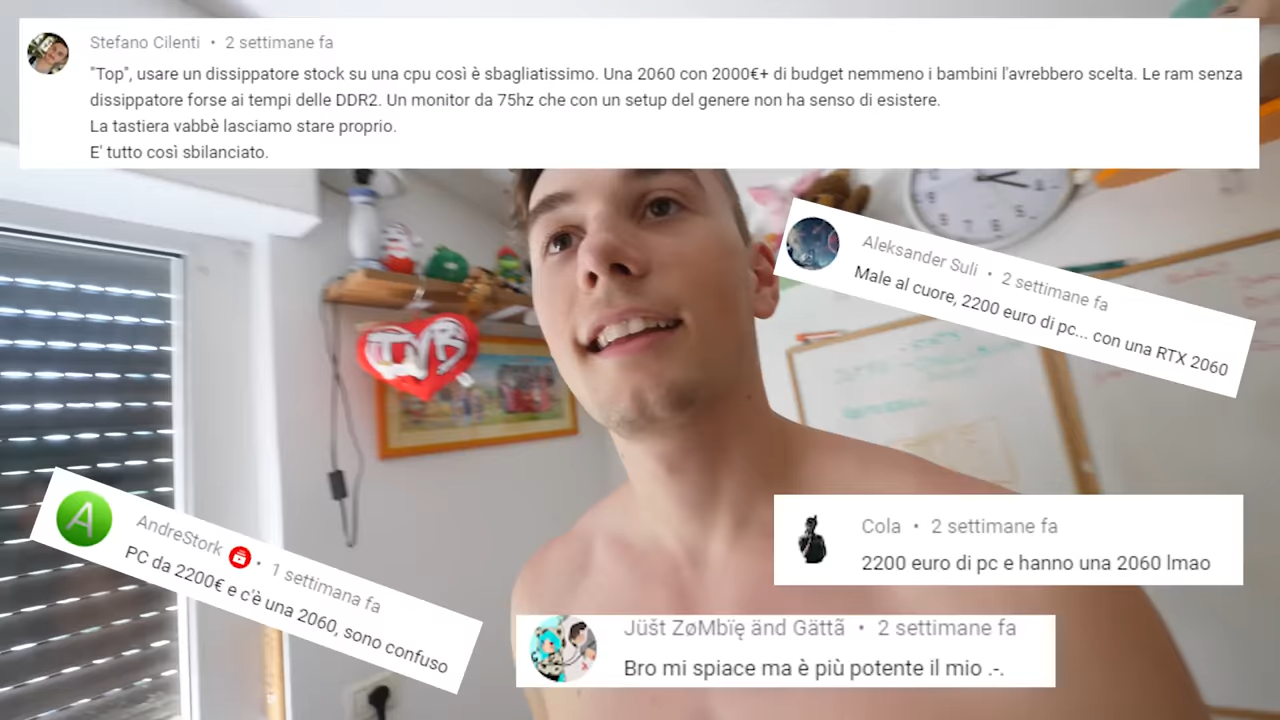 Stefano Cilenti • 2 settimane fa
"Top", usare un dissippatore stock su una cpu così è sbagliatissimo. Una 2060 con 2000€+ di budget nemmeno i bambini l'avrebbero scelta. Le ram senza
dissippatore forse ai tempi delle DDR2. Un monitor da 75hz che con un setup del genere non ha senso di esistere.
La tastiera vabbè lasciamo stare proprio.
E' tutto così sbilanciato.
Aleksander Suli • 2 settimane fa
Male al cuore, 2200 euro di pc... con una RTX 2060
TVB
A
AndreStork • 1 settimana fa
PC da 2200€ e c'è una 2060, sono confuso
Cola • 2 settimane fa
2200 euro di pc e hanno una 2060 lmao
Jüšt ZøMbïę änd Gättã • 2 settimane fa
Bro mi spiace ma è più potente il mio .-.